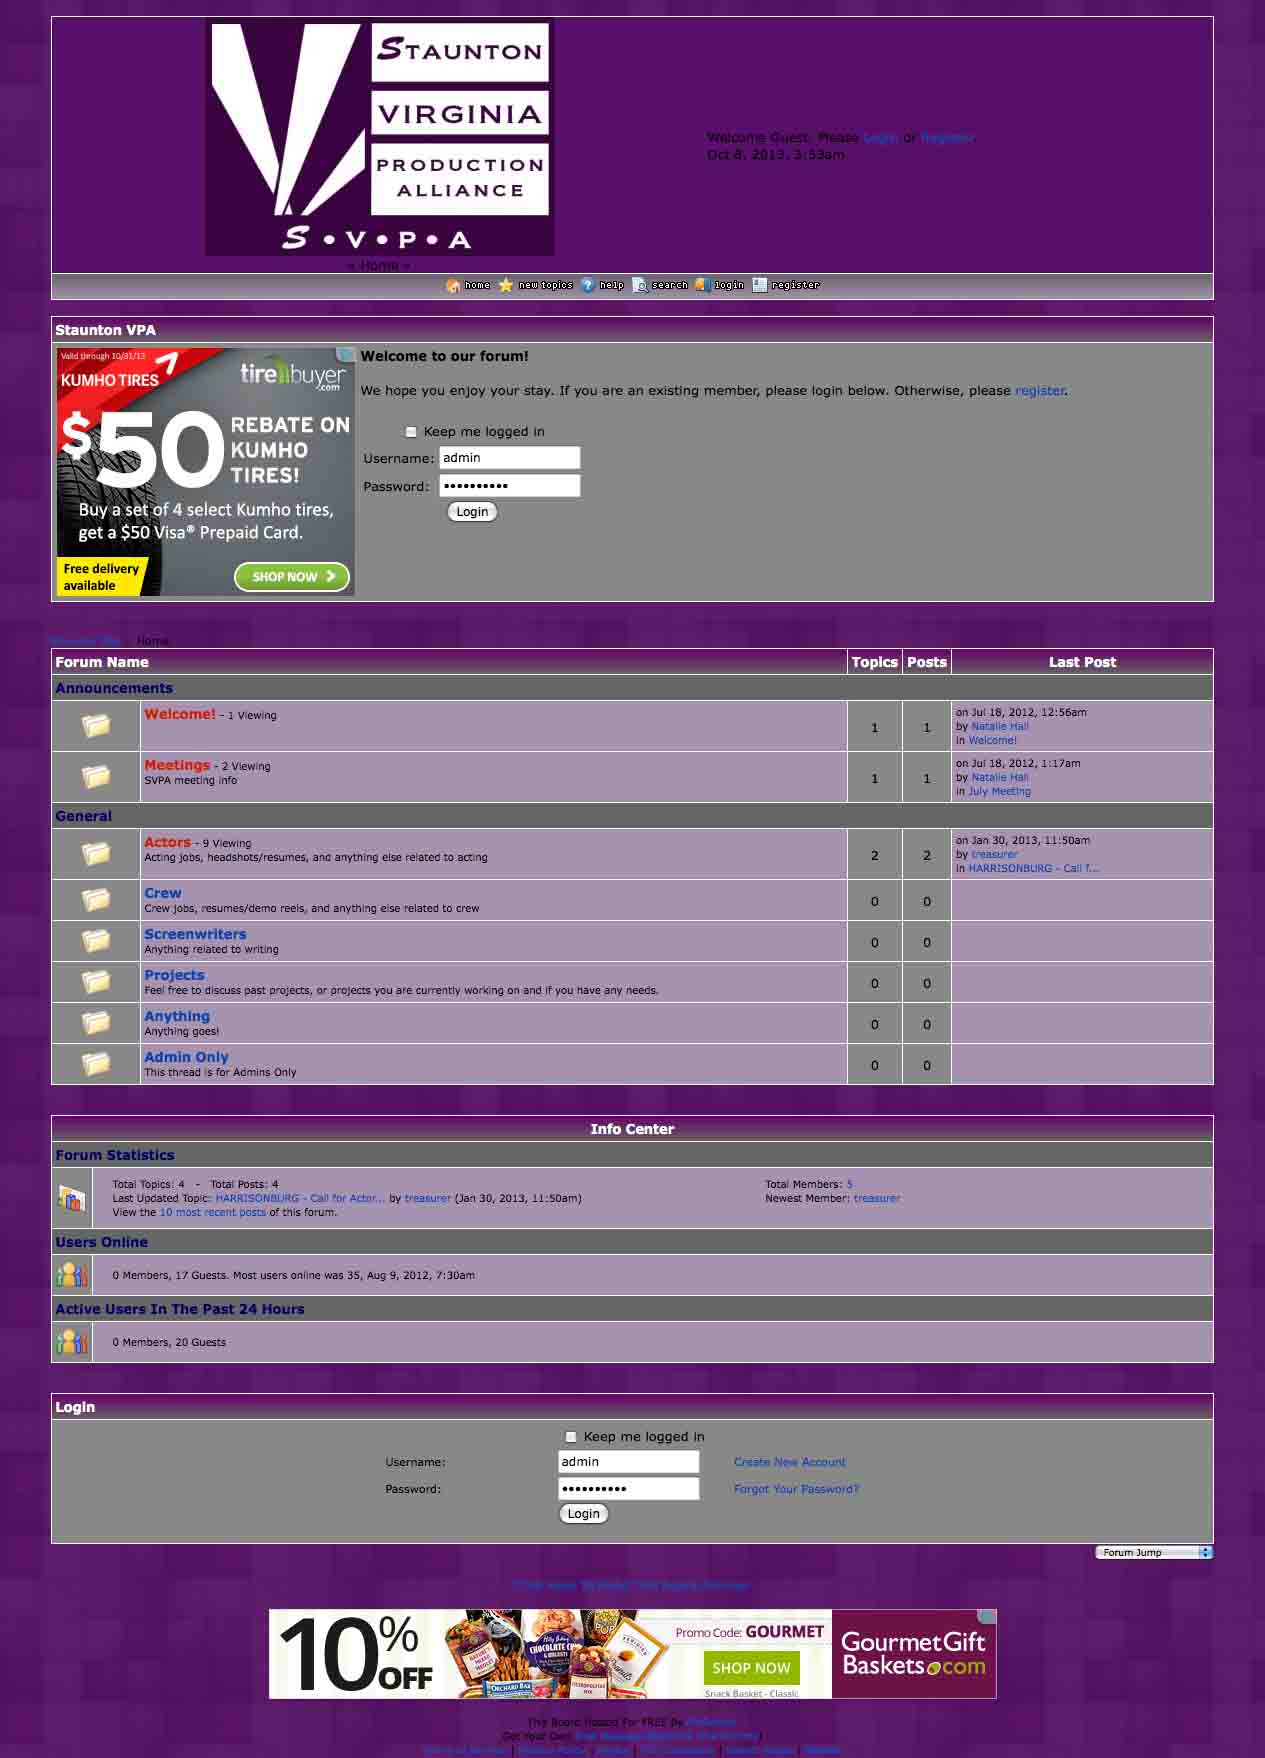 STAUNTON
VIRGINIA
PRODUCTION
ALLIANCE
S•V•P•A
« Home »
Welcome Guest. Please Login or Register.
Oct 8, 2013, 3:53am
home new topics help search login register
Staunton VPA
Valid through 10/31/13
KUMHO TIRES
tirebuyer
.com
$50 REBATE ON
KUMHO
TIRES!
Buy a set of 4 select Kumho tires,
get a $50 Visa® Prepaid Card.
Free delivery
available
SHOP NOW
Welcome to our forum!
We hope you enjoy your stay. If you are an existing member, please login below. Otherwise, please register.
Keep me logged in
Username: admin
Password: ••••••••••
Login
Home
Forum Name Topics Posts Last Post
Announcements
Welcome! - 1 Viewing
1 1
on Jul 18, 2012, 12:56am
by Natalie Hall
in Welcome!
Meetings - 2 Viewing
SVPA meeting info
1 1
on Jul 18, 2012, 1:17am
by Natalie Hall
in July Meeting
General
Actors - 9 Viewing
Acting jobs, headshots/resumes, and anything else related to acting
2 2
on Jan 30, 2013, 11:50am
by treasurer
in HARRISONBURG - Call f...
Crew
Crew jobs, resumes/demo reels, and anything else related to crew
0 0
Screenwriters
Anything related to writing
0 0
Projects
Feel free to discuss past projects, or projects you are currently working on and if you have any needs.
0 0
Anything
Anything goes!
0 0
Admin Only
This thread is for Admins Only
0 0
Info Center
Forum Statistics
Total Topics: 4 - Total Posts: 4
Last Updated Topic: HARRISONBURG - Call for Actor... by treasurer (Jan 30, 2013, 11:50am)
View the 10 most recent posts of this forum.
Total Members: 5
Newest Member: treasurer
Users Online
0 Members, 17 Guests. Most users online was 35, Aug 9, 2012, 7:30am
Active Users In The Past 24 Hours
0 Members, 20 Guests
Login
Keep me logged in
Username: admin Create New Account
Password: •••••••••• Forgot Your Password?
Login
Forum Jump
10% OFF
CHOCOLATE CHIP
ORCHARD BAR
METROPOLITAN
Promo Code: GOURMET
SHOP NOW
Snack Basket - Classic
GourmetGift
Baskets.com
This Board Hosted For FREE By
Get Your Own